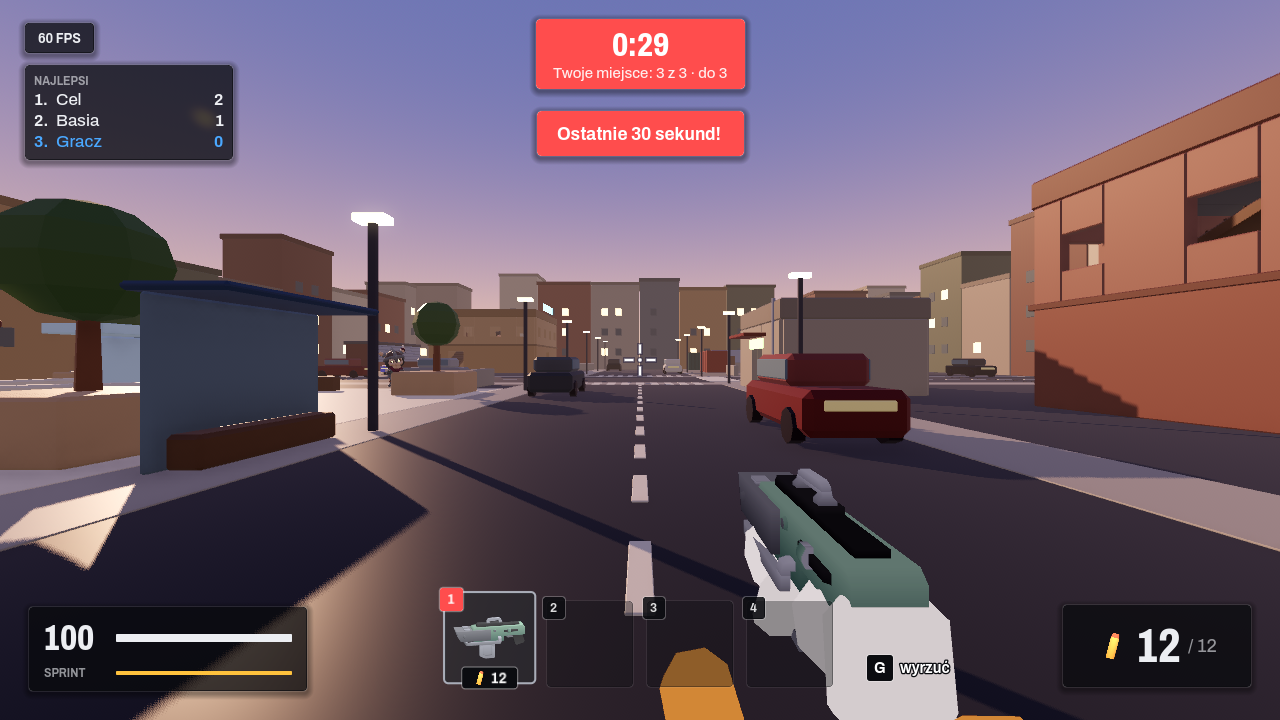 60 FPS
NAJLEPSI
1. Cel 2
2. Basia 1
3. Gracz 0
0:29
Twoje miejsce: 3 z 3 · do 3
Ostatnie 30 sekund!
100
SPRINT
1
12
2
3
4
G wyrzuć
12 / 12